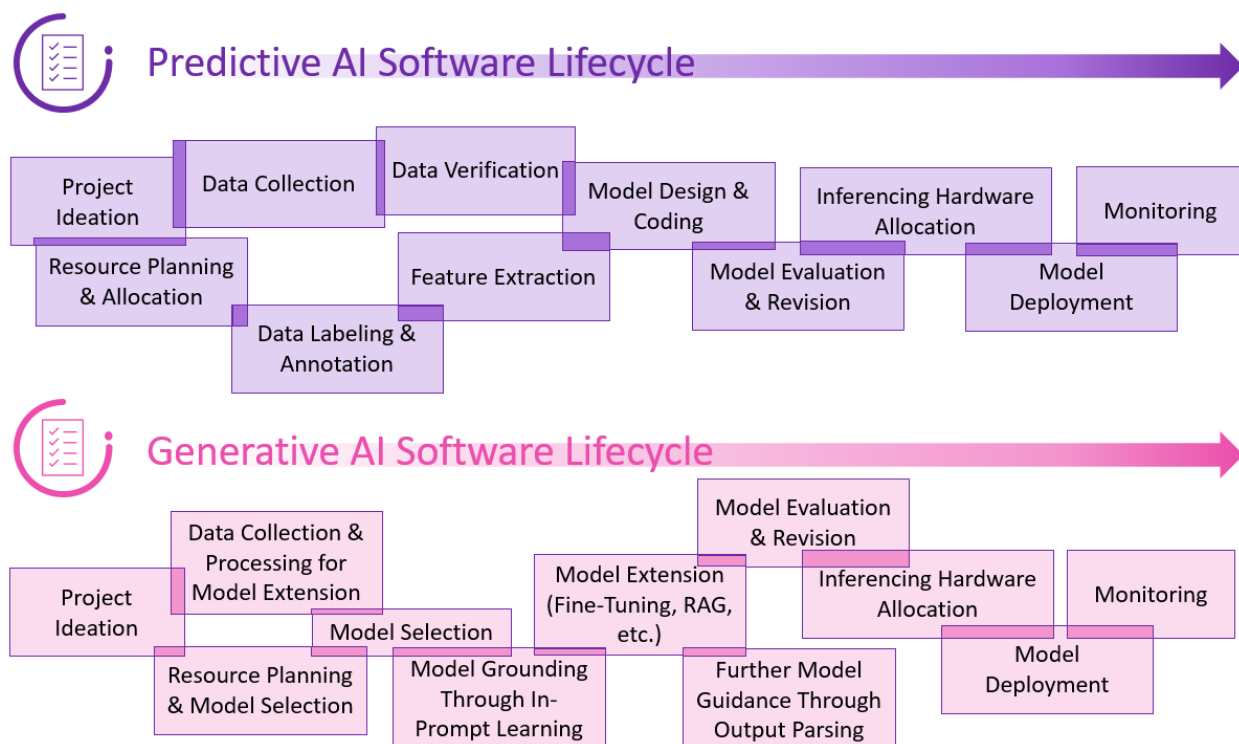 Predictive AI Software Lifecycle
Project
Ideation
Data Collection
Data Verification
Model Design &
Coding
Inferencing Hardware
Allocation
Monitoring
Resource Planning
& Allocation
Feature Extraction
Model Evaluation
& Revision
Model
Deployment
Data Labeling &
Annotation
Generative AI Software Lifecycle
Project
Ideation
Data Collection &
Processing for
Model Extension
Model Selection
Model Extension
(Fine-Tuning, RAG,
etc.)
Model Evaluation
& Revision
Inferencing Hardware
Allocation
Monitoring
Resource Planning
& Model Selection
Model Grounding
Through In-
Prompt Learning
Further Model
Guidance Through
Output Parsing
Model
Deployment